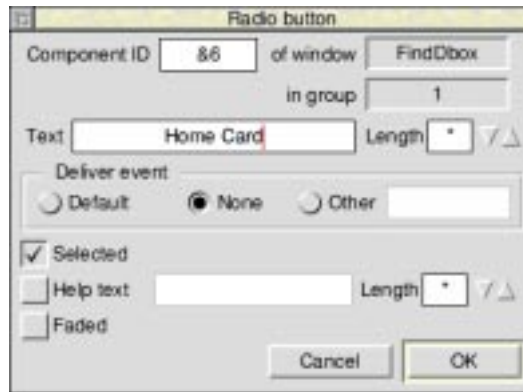 Radio button
Component ID &6 of window FindDbox
in group 1
Text Home Card Length *
Deliver event
Default None Other
Selected
Help text Length *
Faded
Cancel OK